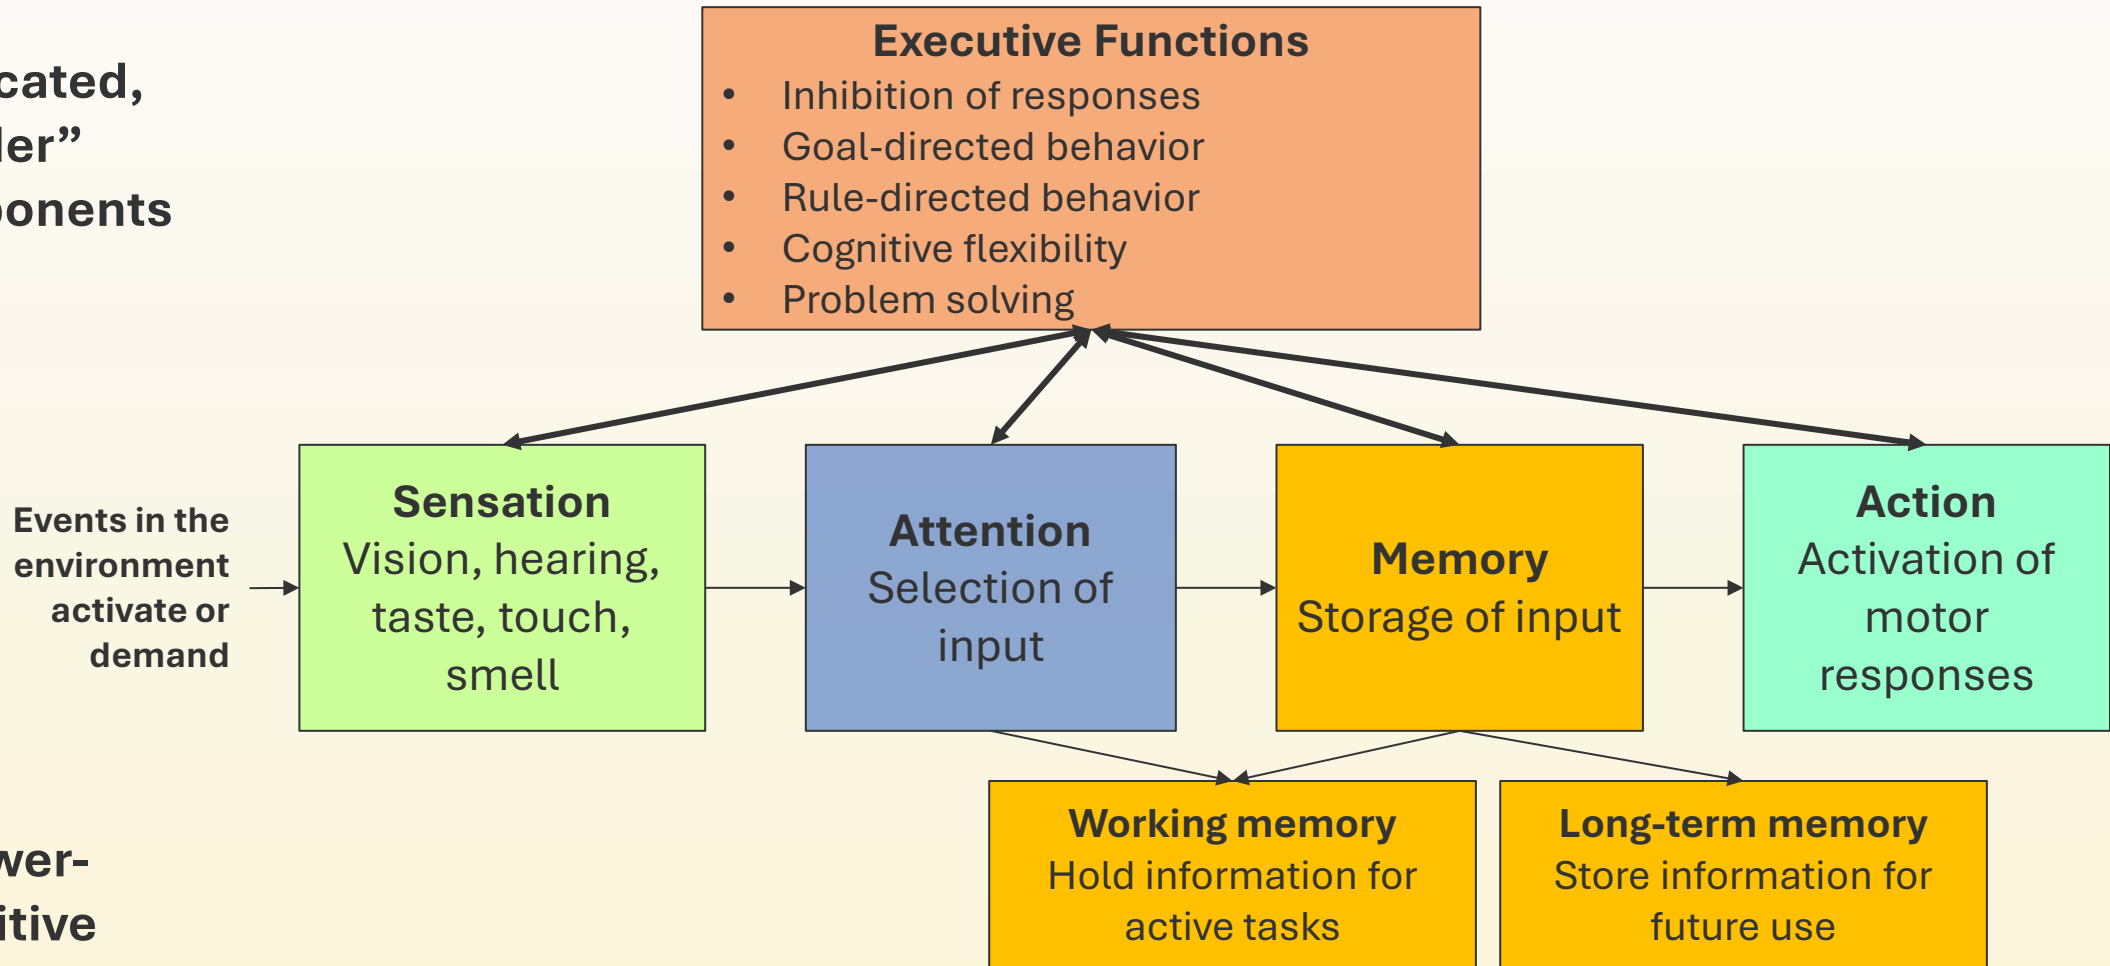 cated,
ler”
ponents
Executive Functions
• Inhibition of responses
• Goal-directed behavior
• Rule-directed behavior
• Cognitive flexibility
• Problem solving
Events in the
environment
activate or
demand
Sensation
Vision, hearing,
taste, touch,
smell
Attention
Selection of
input
Memory
Storage of input
Action
Activation of
motor
responses
Working memory
Hold information for
active tasks
Long-term memory
Store information for
future use
wer-
itive